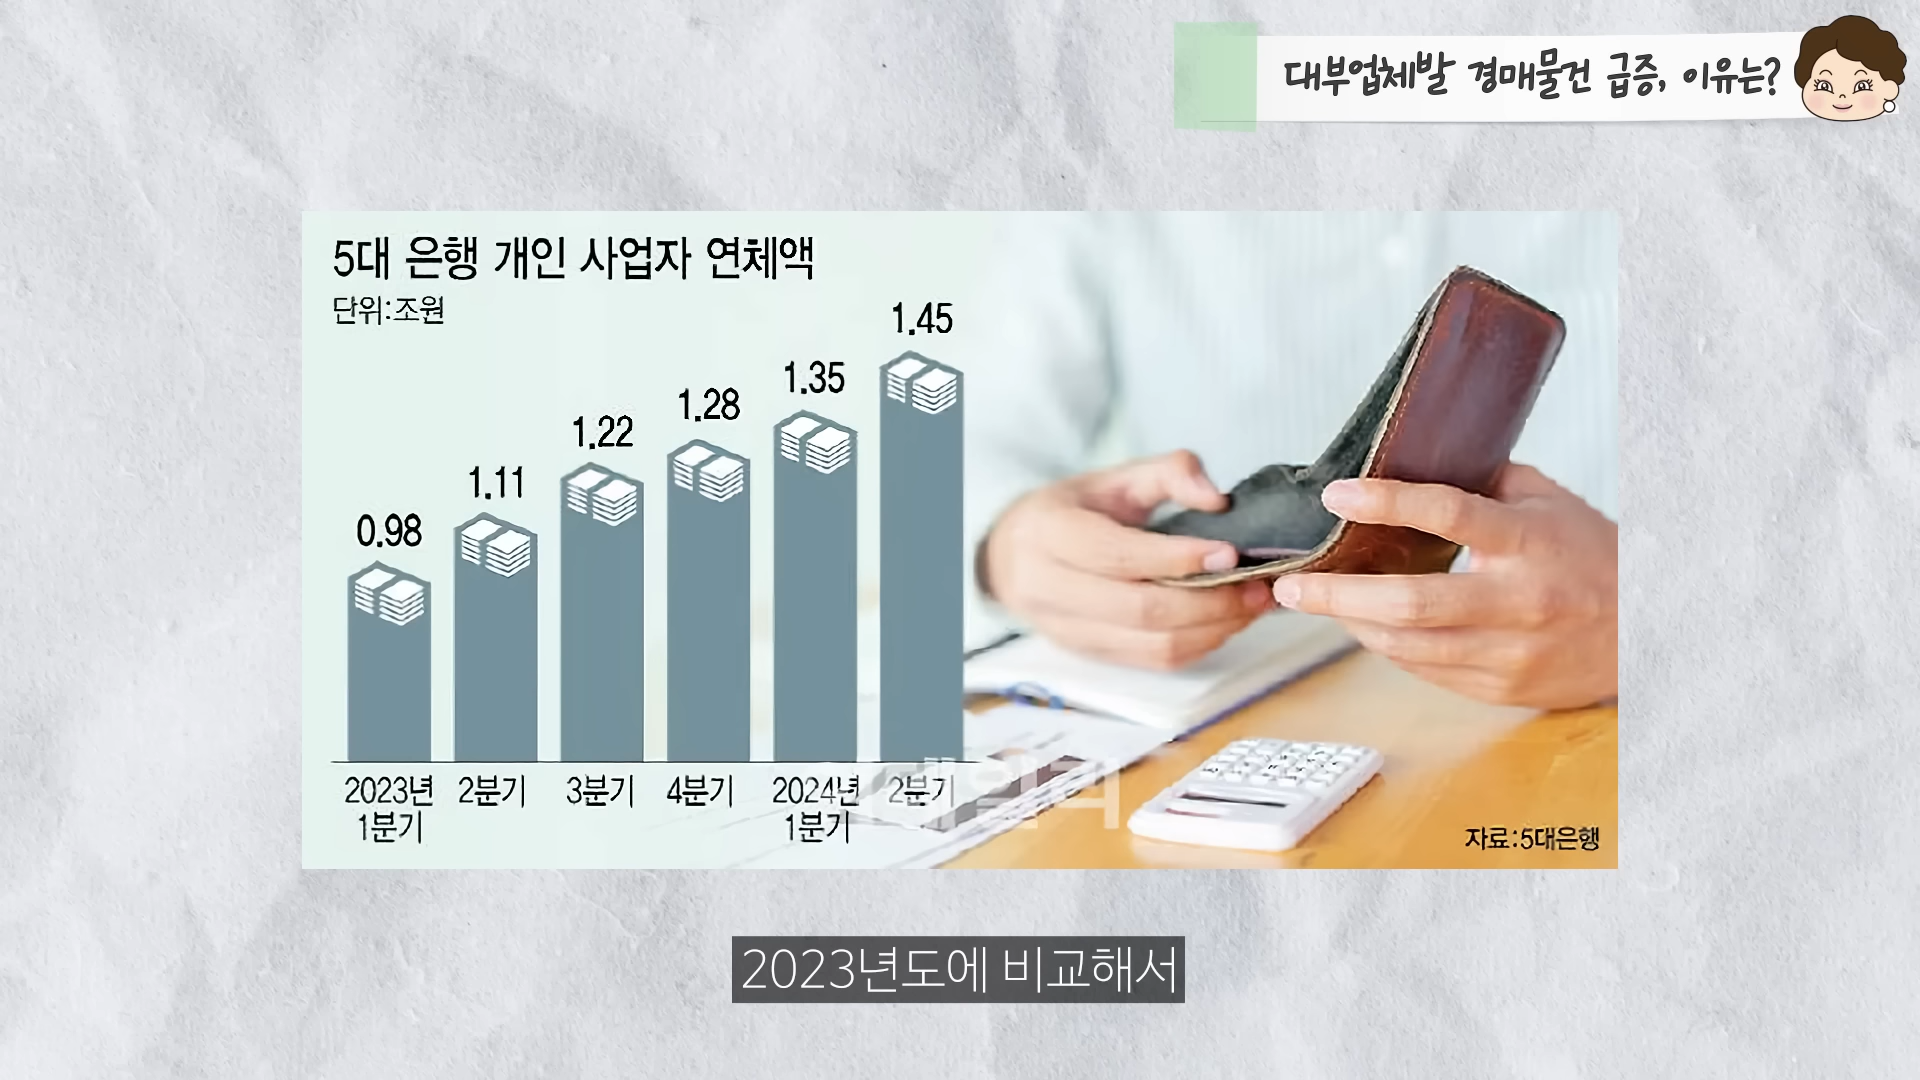 대부업체발 경매물건 급증, 이유는?
5대 은행 개인 사업자 연체액
단위:조원
0.98
1.11
1.22
1.28
1.35
1.45
2023년 1분기
2분기
3분기
4분기
2024년 1분기
2분기
자료:5대은행
2023년도에 비교해서